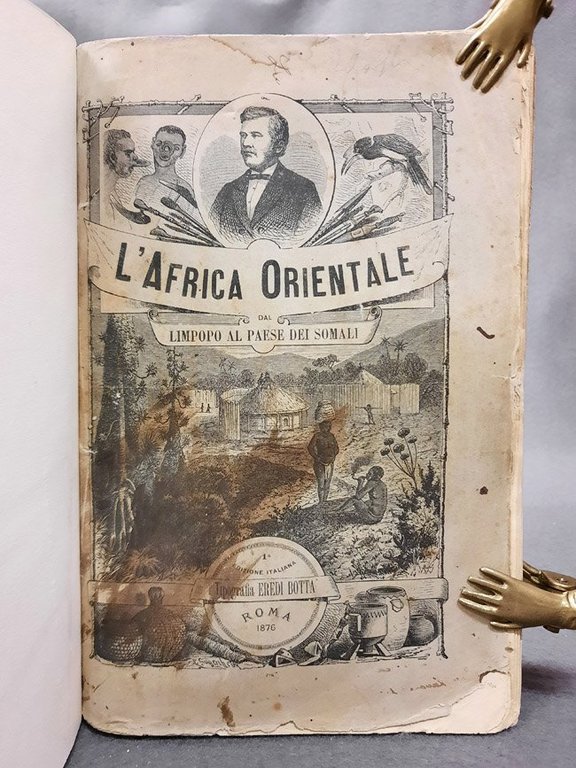 L'AFRICA ORIENTALE
DAL
LIMPOPO AL PAESE DEI SOMALI
1ª
EDIZIONE ITALIANA
Tipografia EREDI BOTTA
ROMA
1876